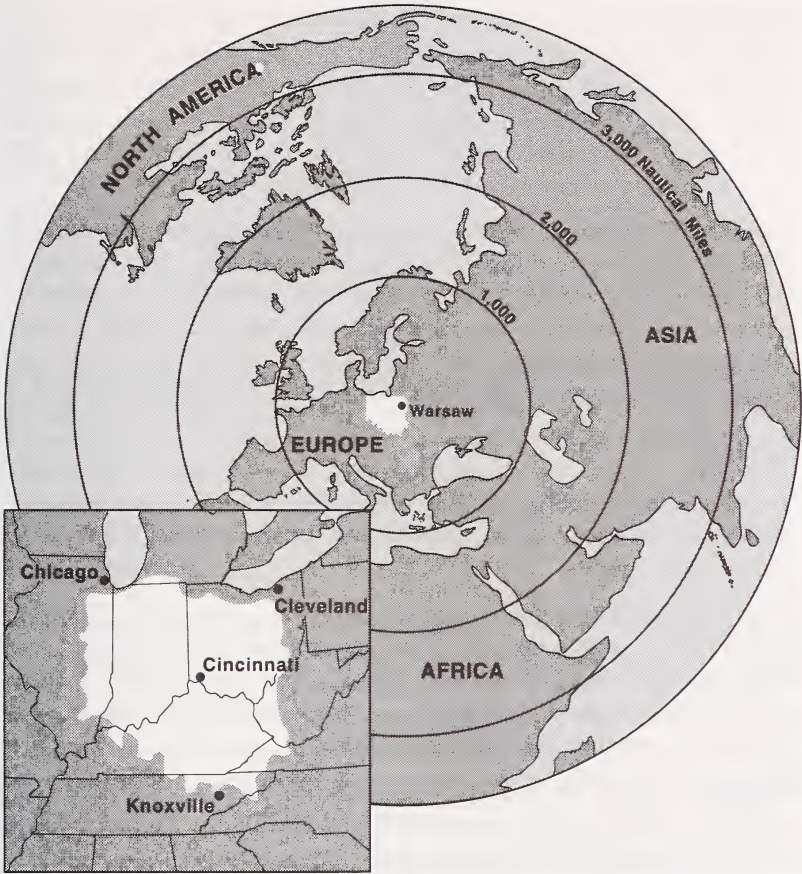 NORTH AMERICA
3,000 Nautical Miles
2,000
1,000
ASIA
Warsaw
EUROPE
AFRICA
Chicago
Cleveland
Cincinnati
Knoxville